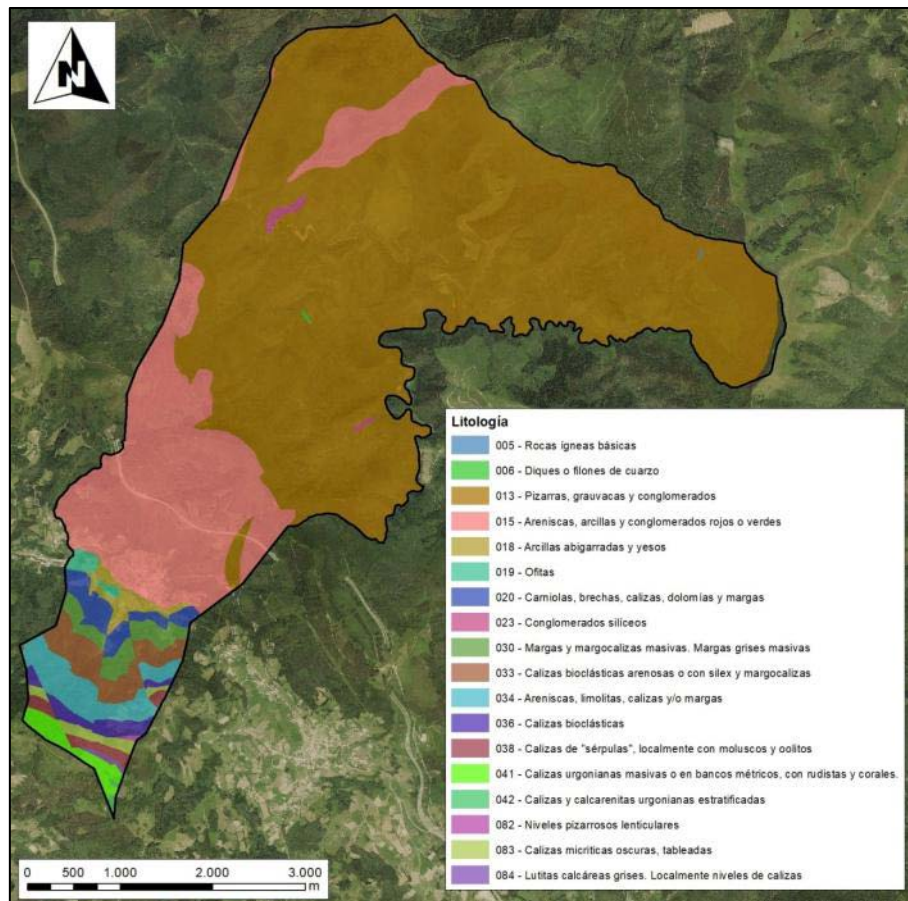 N
Litología
005 - Rocas ígneas básicas
006 - Diques o filones de cuarzo
013 - Pizarras, grauvacas y conglomerados
015 - Areniscas, arcillas y conglomerados rojos o verdes
018 - Arcillas abigarradas y yesos
019 - Ofitas
020 - Carniolas, brechas, calizas, dolomías y margas
023 - Conglomerados silíceos
030 - Margas y margocalizas masivas. Margas grises masivas
033 - Calizas bioclásticas arenosas o con silex y margocalizas
034 - Areniscas, limolitas, calizas y/o margas
036 - Calizas bioclásticas
038 - Calizas de "sérpulas", localmente con moluscos y oolitos
041 - Calizas urgonianas masivas o en bancos métricos, con rudistas y corales.
042 - Calizas y calcarenitas urgonianas estratificadas
082 - Niveles pizarrosos lenticulares
083 - Calizas micriticas oscuras, tableadas
084 - Lutitas calcáreas grises. Localmente niveles de calizas
0 500 1.000 2.000 3.000
m